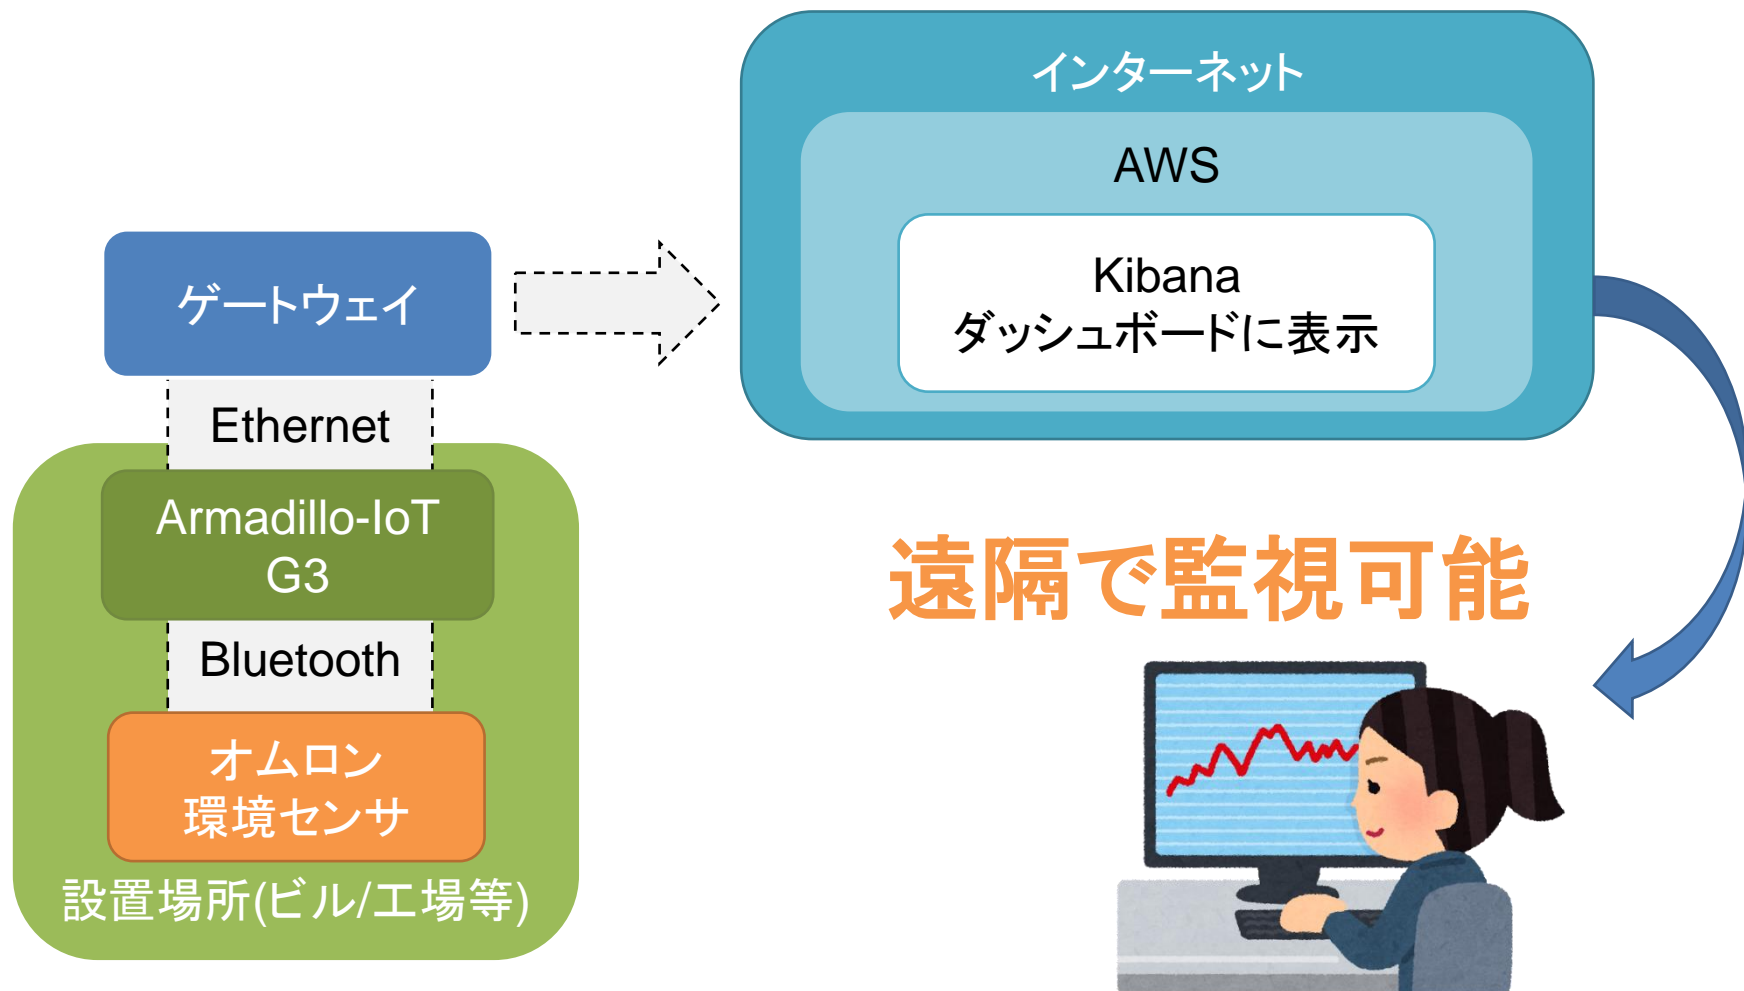 インターネット
AWS
Kibana
ダッシュボードに表示
ゲートウェイ
Ethernet
Armadillo-IoT
G3
Bluetooth
オムロン
環境センサ
設置場所(ビル/工場等)
遠隔で監視可能